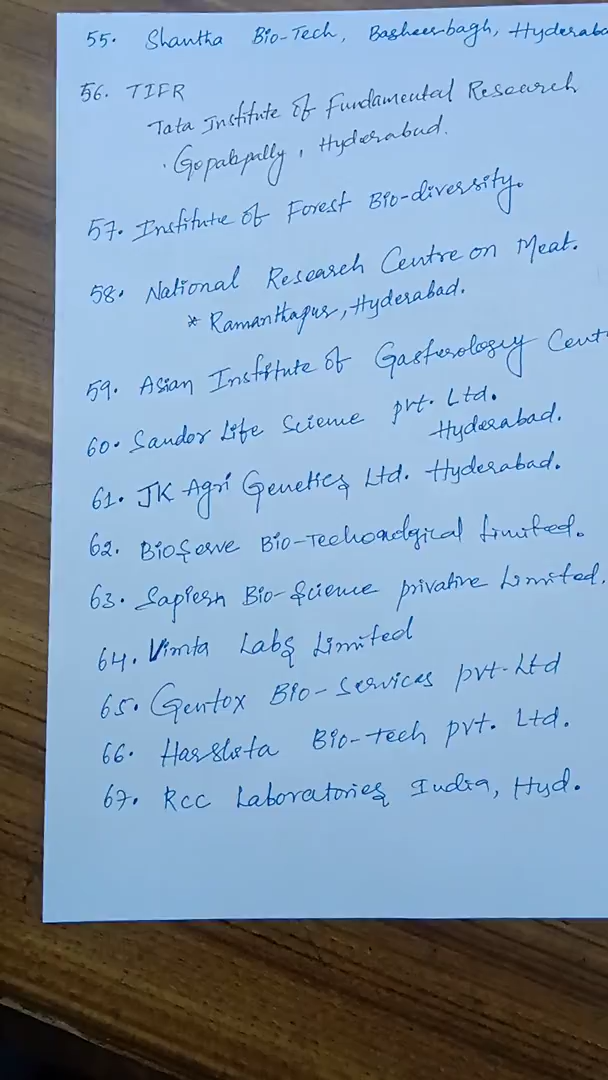 55. Shantha Bio-Tech, Basheerbagh, Hyderaba
56. TIFR
Tata Institute of Fundamental Research
. Gopalpally, Hyderabad.
57. Institute of Forest Bio-diversity.
58. National Research Centre on Meat.
* Ramanthapur, Hyderabad.
59. Asian Institute of Gasterology Cent
60. Sandor Life Science pvt. Ltd.
Hyderabad.
61. JK Agri Genetics Ltd. Hyderabad.
62. Bioserve Bio-Techonolgical limited.
63. Sapiesn Bio-Science privative Limited.
64. Vimta Labs Limited
65. Gentox Bio-Services pvt. Ltd
66. Harshita Bio-tech pvt. Ltd.
67. RCC Laboratories India, Hyd.